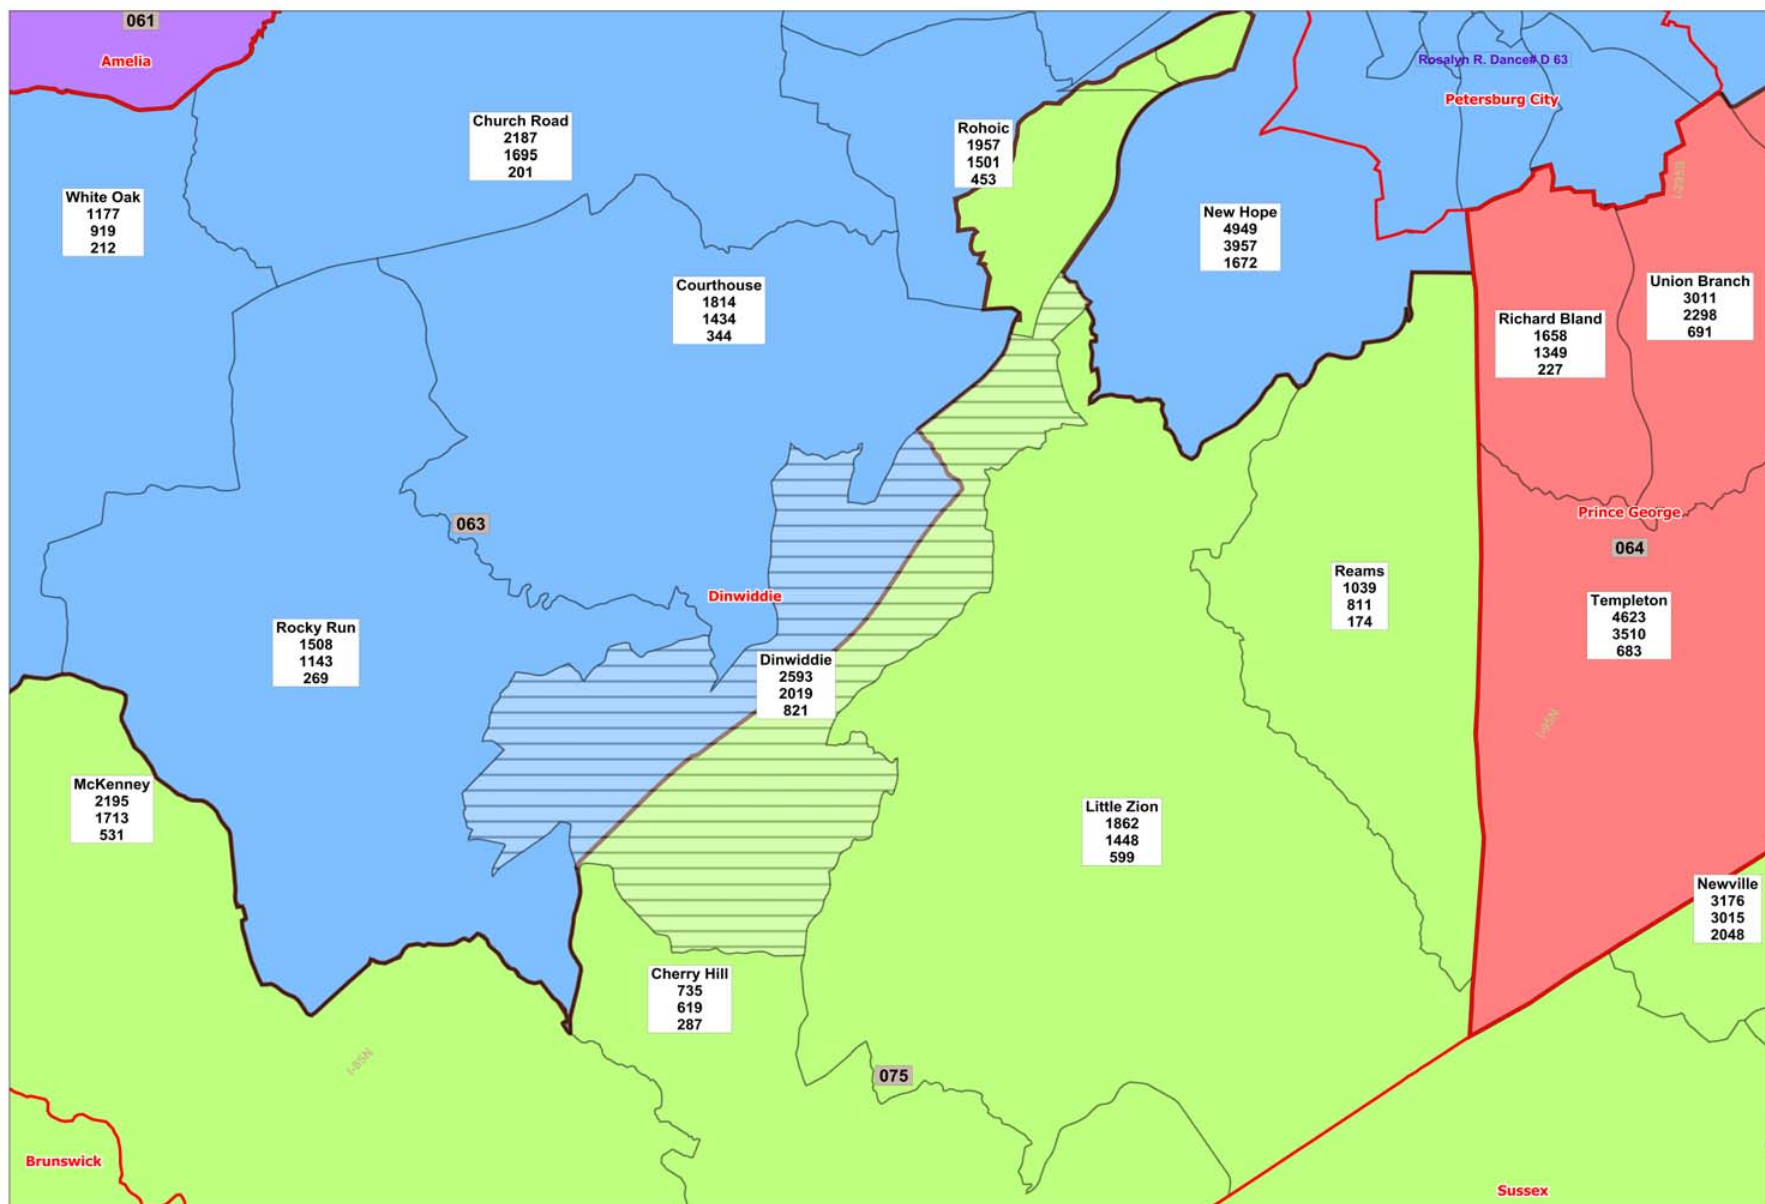 061
Amelia
Rosalyn R. Dance# D 63
Petersburg City
Church Road
2187
1695
201
Rohoic
1957
1501
453
I-295S
White Oak
1177
919
212
New Hope
4949
3957
1672
Courthouse
1814
1434
344
Union Branch
3011
2298
691
Richard Bland
1658
1349
227
063
Prince George
064
Dinwiddie
Reams
1039
811
174
Templeton
4623
3510
683
Rocky Run
1508
1143
269
Dinwiddie
2593
2019
821
I-95N
McKenney
2195
1713
531
Little Zion
1862
1448
599
Newville
3176
3015
2048
Cherry Hill
735
619
287
I-85N
075
Brunswick
Sussex